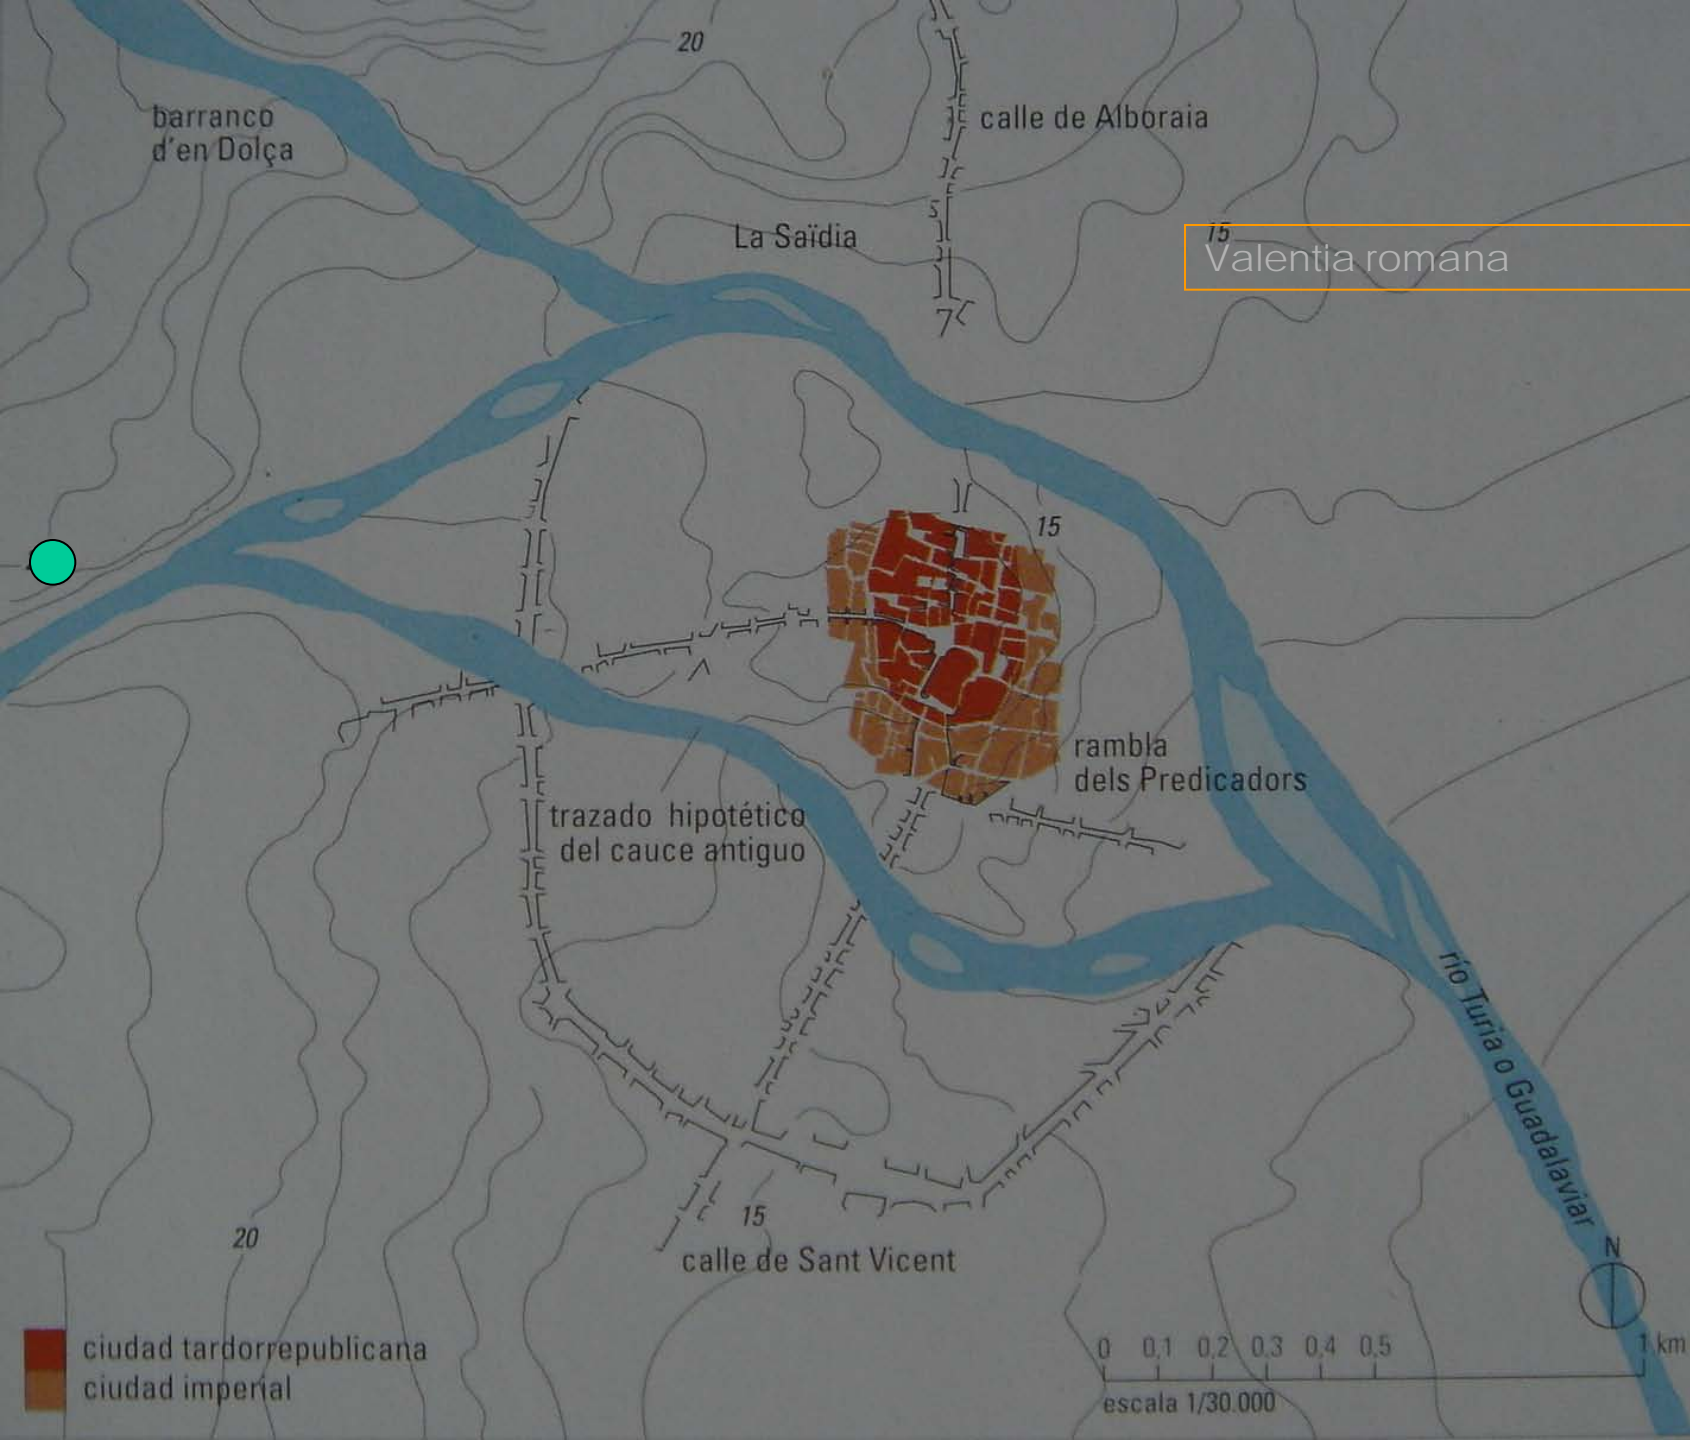 20
barranco
d'en Dolça
calle de Alboraia
La Saïdia
15
Valentia romana
15
rambla
dels Predicadors
trazado hipotético
del cauce antiguo
río Turia o Guadalaviar
15
20
calle de Sant Vicent
N
ciudad tardorrepublicana
ciudad imperial
0 0,1 0,2 0,3 0,4 0,5 1 km
escala 1/30.000